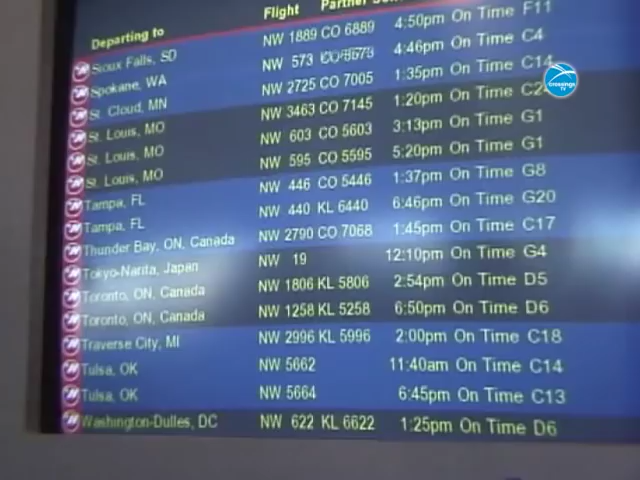 Departing to Flight Partner
Sioux Falls, SD NW 1889 CO 6889 4:50pm On Time F11
Spokane, WA NW 573 4:46pm On Time C4
St. Cloud, MN NW 2725 CO 7005 1:35pm On Time C14
St. Louis, MO NW 3463 CO 7145 1:20pm On Time
St. Louis, MO NW 603 CO 5603 3:13pm On Time G1
St. Louis, MO NW 595 CO 5595 5:20pm On Time G1
Tampa, FL NW 446 CO 5446 1:37pm On Time G8
Tampa, FL NW 440 KL 6440 6:46pm On Time G20
Thunder Bay, ON, Canada NW 2790 CO 7068 1:45pm On Time C17
Tokyo-Narita, Japan NW 19 12:10pm On Time G4
Toronto, ON, Canada NW 1806 KL 5806 2:54pm On Time D5
Toronto, ON, Canada NW 1258 KL 5258 6:50pm On Time D6
Traverse City, MI NW 2996 KL 5996 2:00pm On Time C18
Tulsa, OK NW 5662 11:40am On Time C14
Tulsa, OK NW 5664 6:45pm On Time C13
Washington-Dulles, DC NW 622 KL 6622 1:25pm On Time D6
crossings
TV